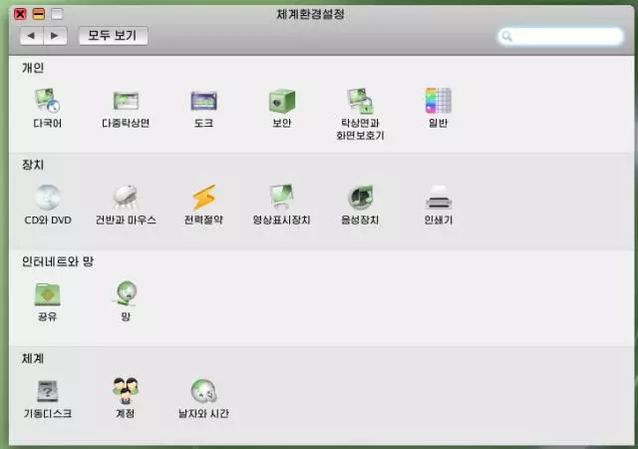 체계환경설정
모두 보기
개인
다국어
다중탁상면
도크
보안
탁상면과
화면보호기
일반
장치
CD와 DVD
건반과 마우스
전력절약
영상표시장치
음성장치
인쇄기
인터네트와 망
공유
망
체계
기동디스크
계정
날자와 시간